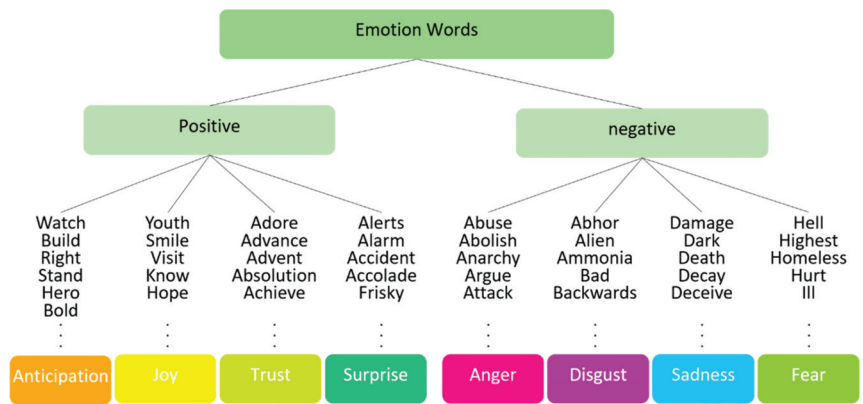 Emotion Words
Positive
negative
Watch
Build
Right
Stand
Hero
Bold
Youth
Smile
Visit
Know
Hope
Adore
Advance
Advent
Absolution
Achieve
Alerts
Alarm
Accident
Accolade
Frisky
Abuse
Abolish
Anarchy
Argue
Attack
Abhor
Alien
Ammonia
Bad
Backwards
Damage
Dark
Death
Decay
Deceive
Hell
Highest
Homeless
Hurt
Ill
Anticipation
Joy
Trust
Surprise
Anger
Disgust
Sadness
Fear